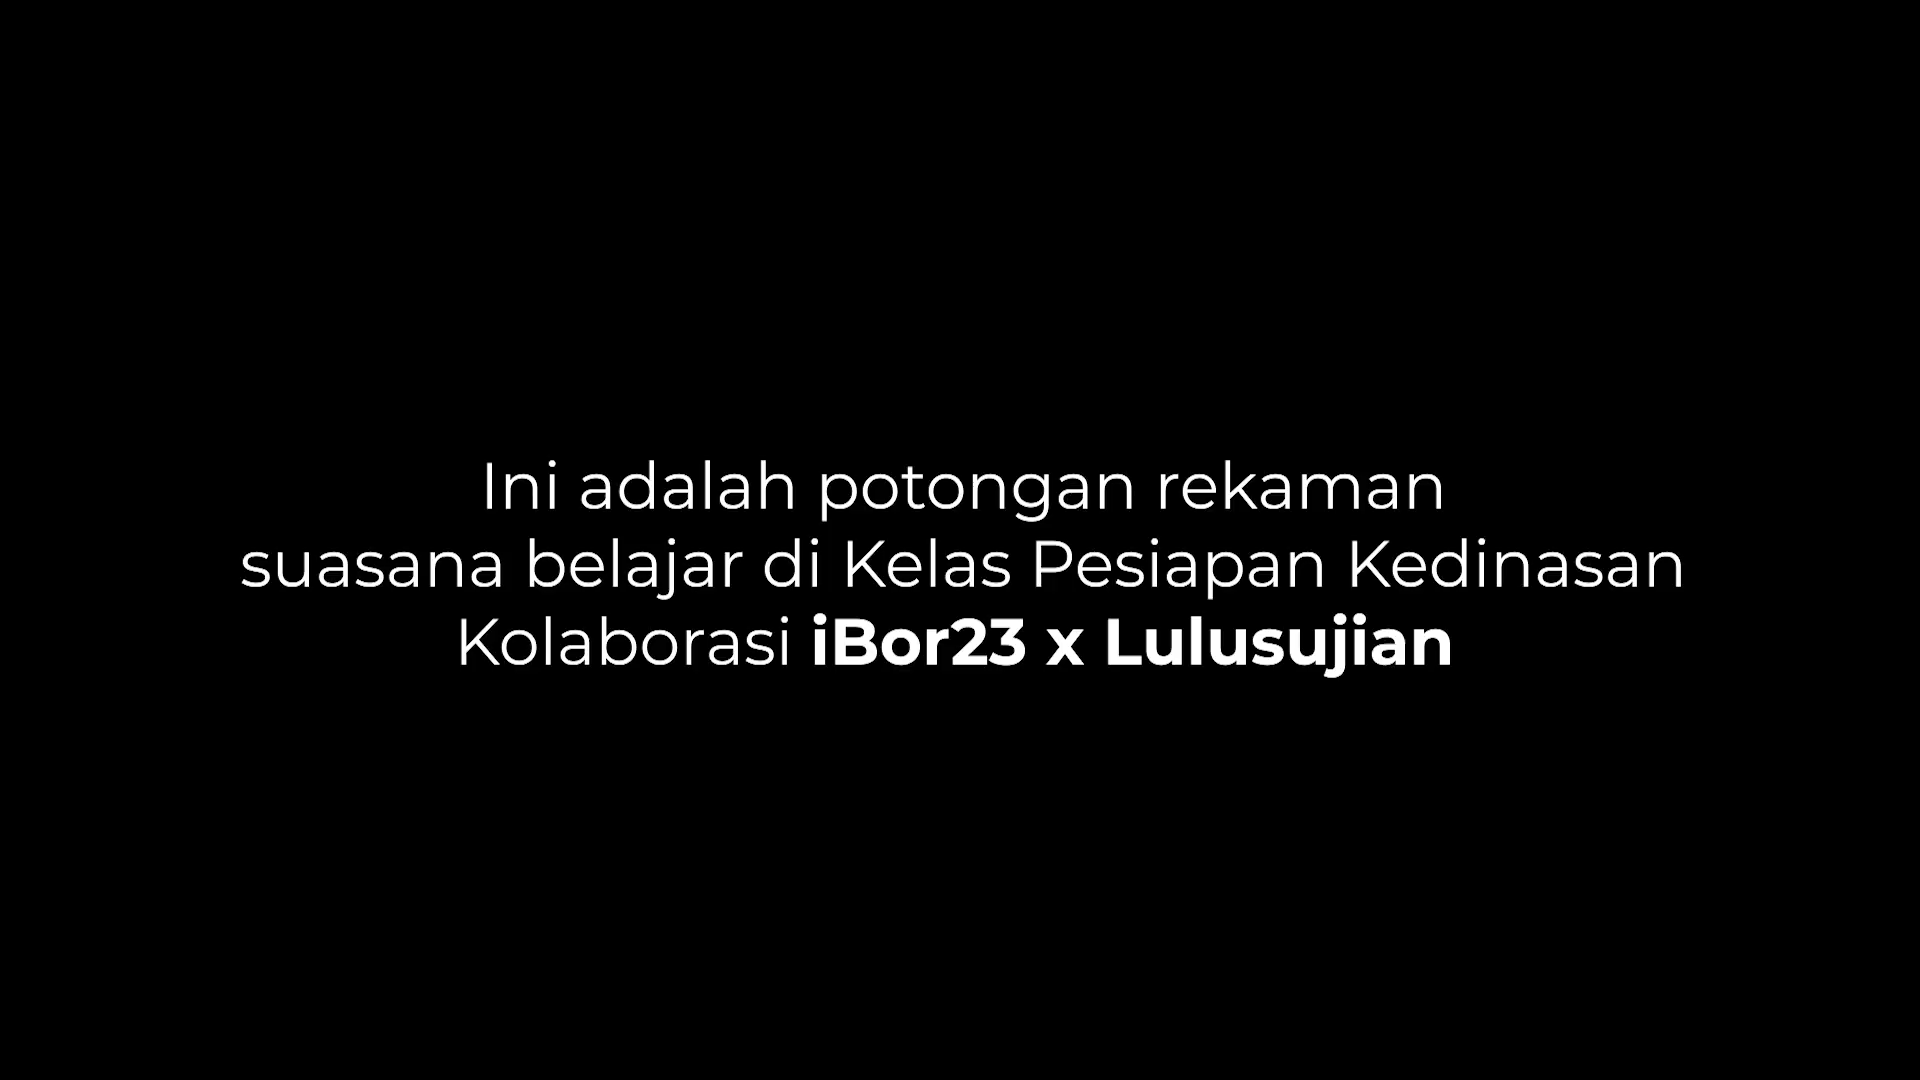 Ini adalah potongan rekaman
suasana belajar di Kelas Pesiapan Kedinasan
Kolaborasi iBor23 x Lulusujian